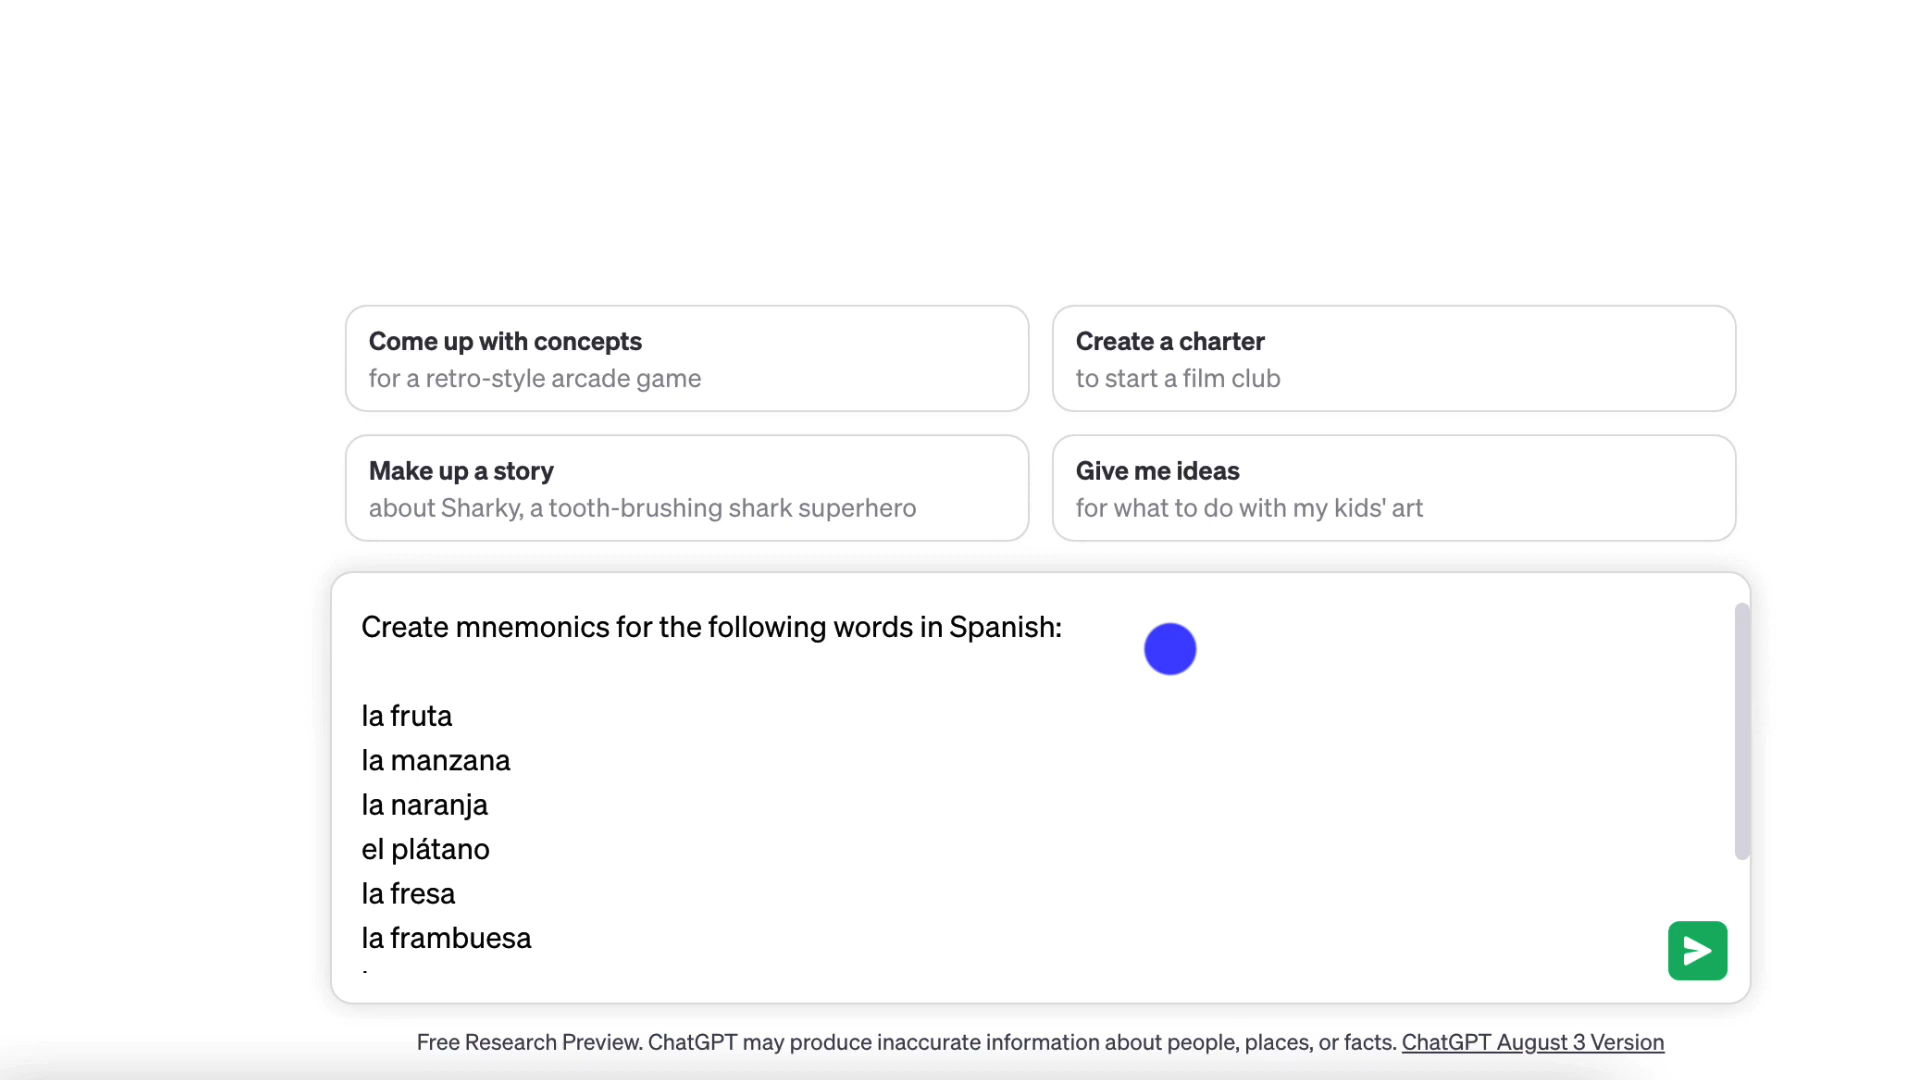 Come up with concepts
for a retro-style arcade game
Create a charter
to start a film club
Make up a story
about Sharky, a tooth-brushing shark superhero
Give me ideas
for what to do with my kids' art
Create mnemonics for the following words in Spanish:
la fruta
la manzana
la naranja
el plátano
la fresa
la frambuesa
Free Research Preview. ChatGPT may produce inaccurate information about people, places, or facts. ChatGPT August 3 Version